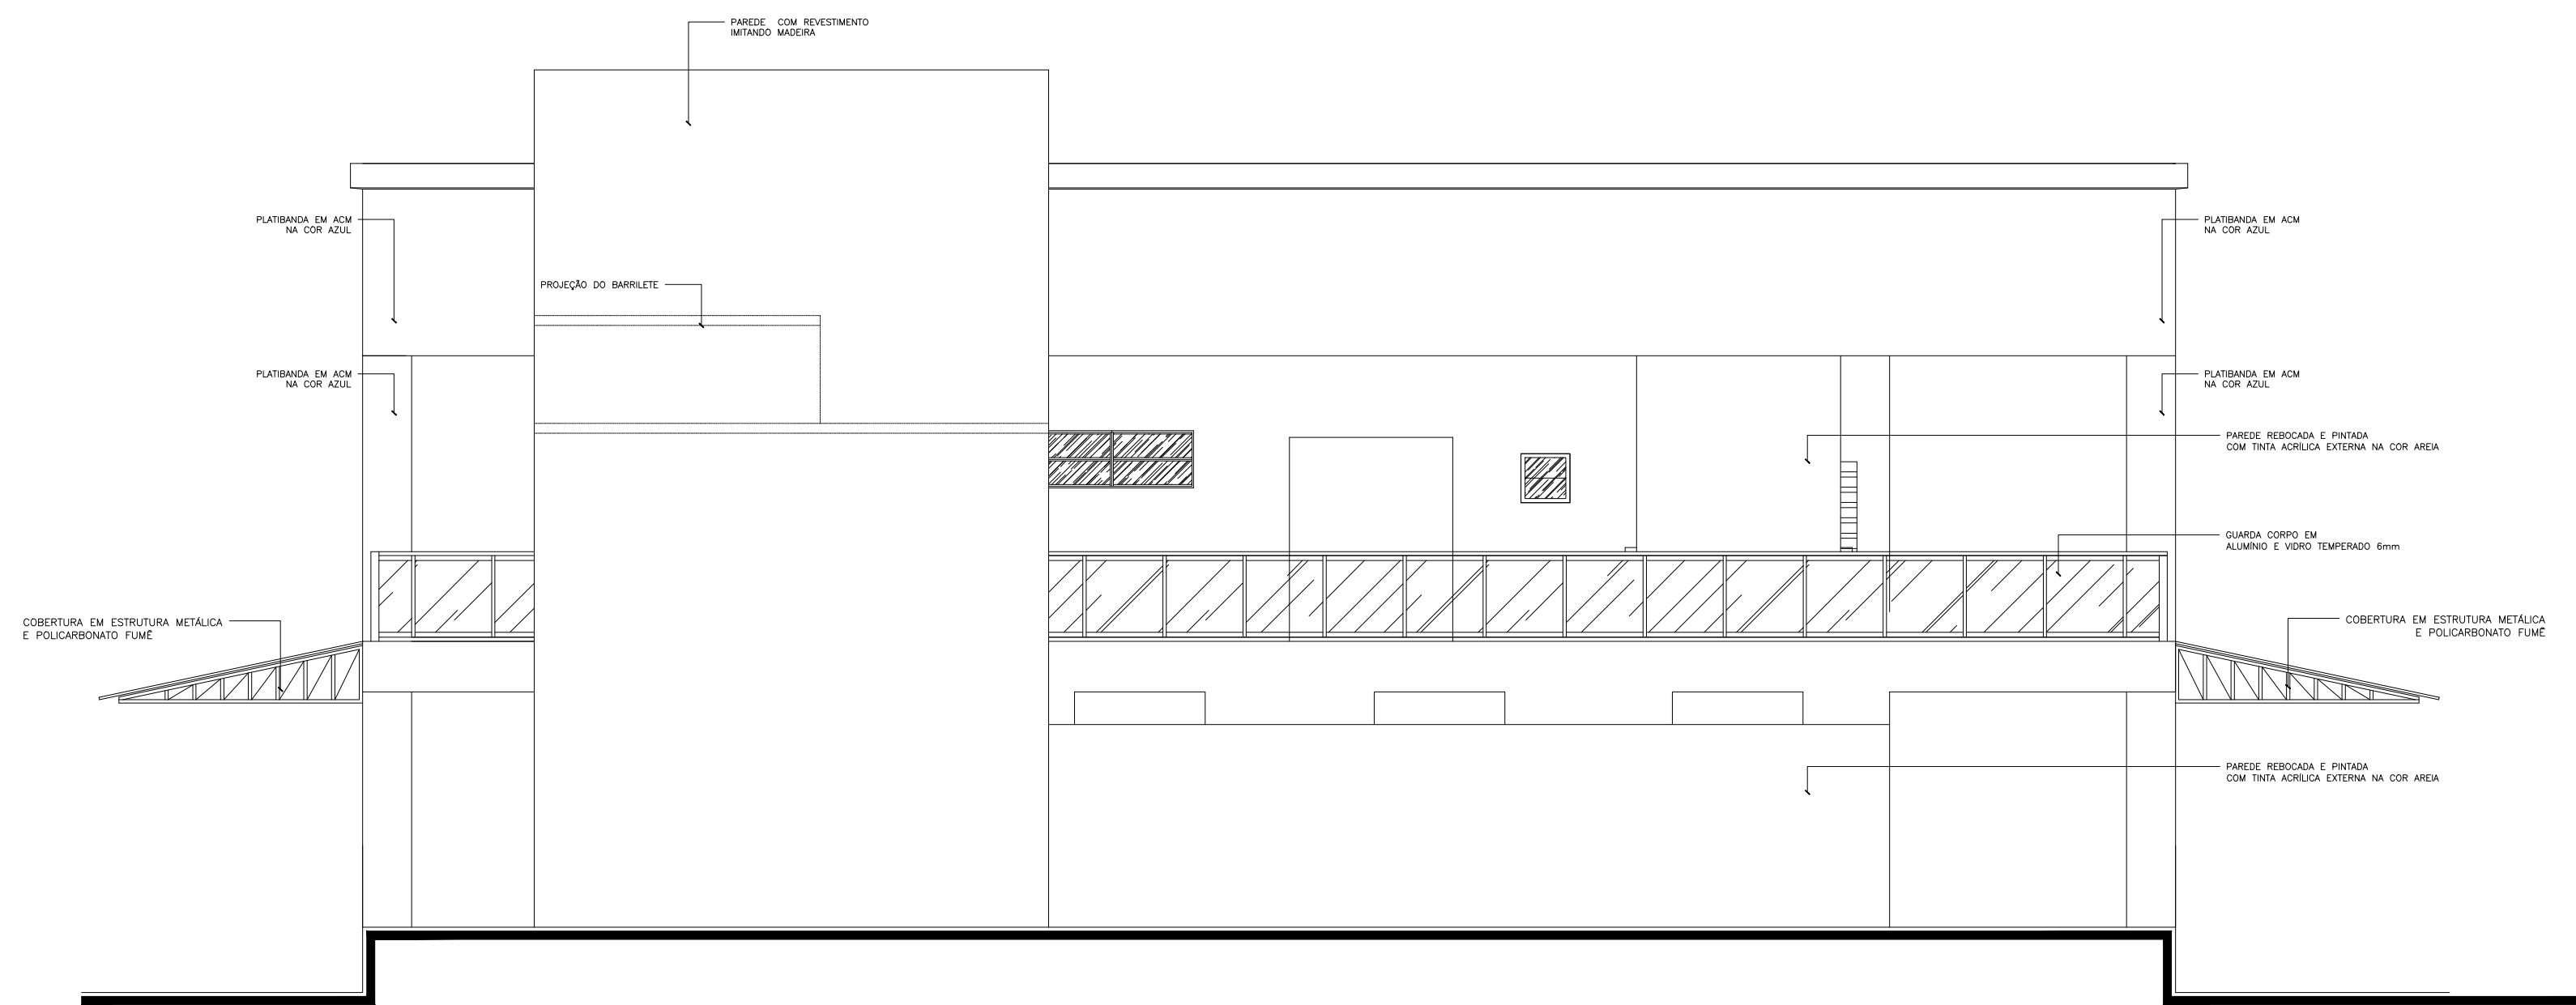 PAREDE COM REVESTIMENTO
IMITANDO MADEIRA
PLATIBANDA EM ACM
NA COR AZUL
PLATIBANDA EM ACM
NA COR AZUL
PROJEÇÃO DO BARRILETE
PLATIBANDA EM ACM
NA COR AZUL
PLATIBANDA EM ACM
NA COR AZUL
PAREDE REBOCADA E PINTADA
COM TINTA ACRÍLICA EXTERNA NA COR AREIA
GUARDA CORPO EM
ALUMÍNIO E VIDRO TEMPERADO 6mm
COBERTURA EM ESTRUTURA METÁLICA
E POLICARBONATO FUMÊ
COBERTURA EM ESTRUTURA METÁLICA
E POLICARBONATO FUMÊ
PAREDE REBOCADA E PINTADA
COM TINTA ACRÍLICA EXTERNA NA COR AREIA